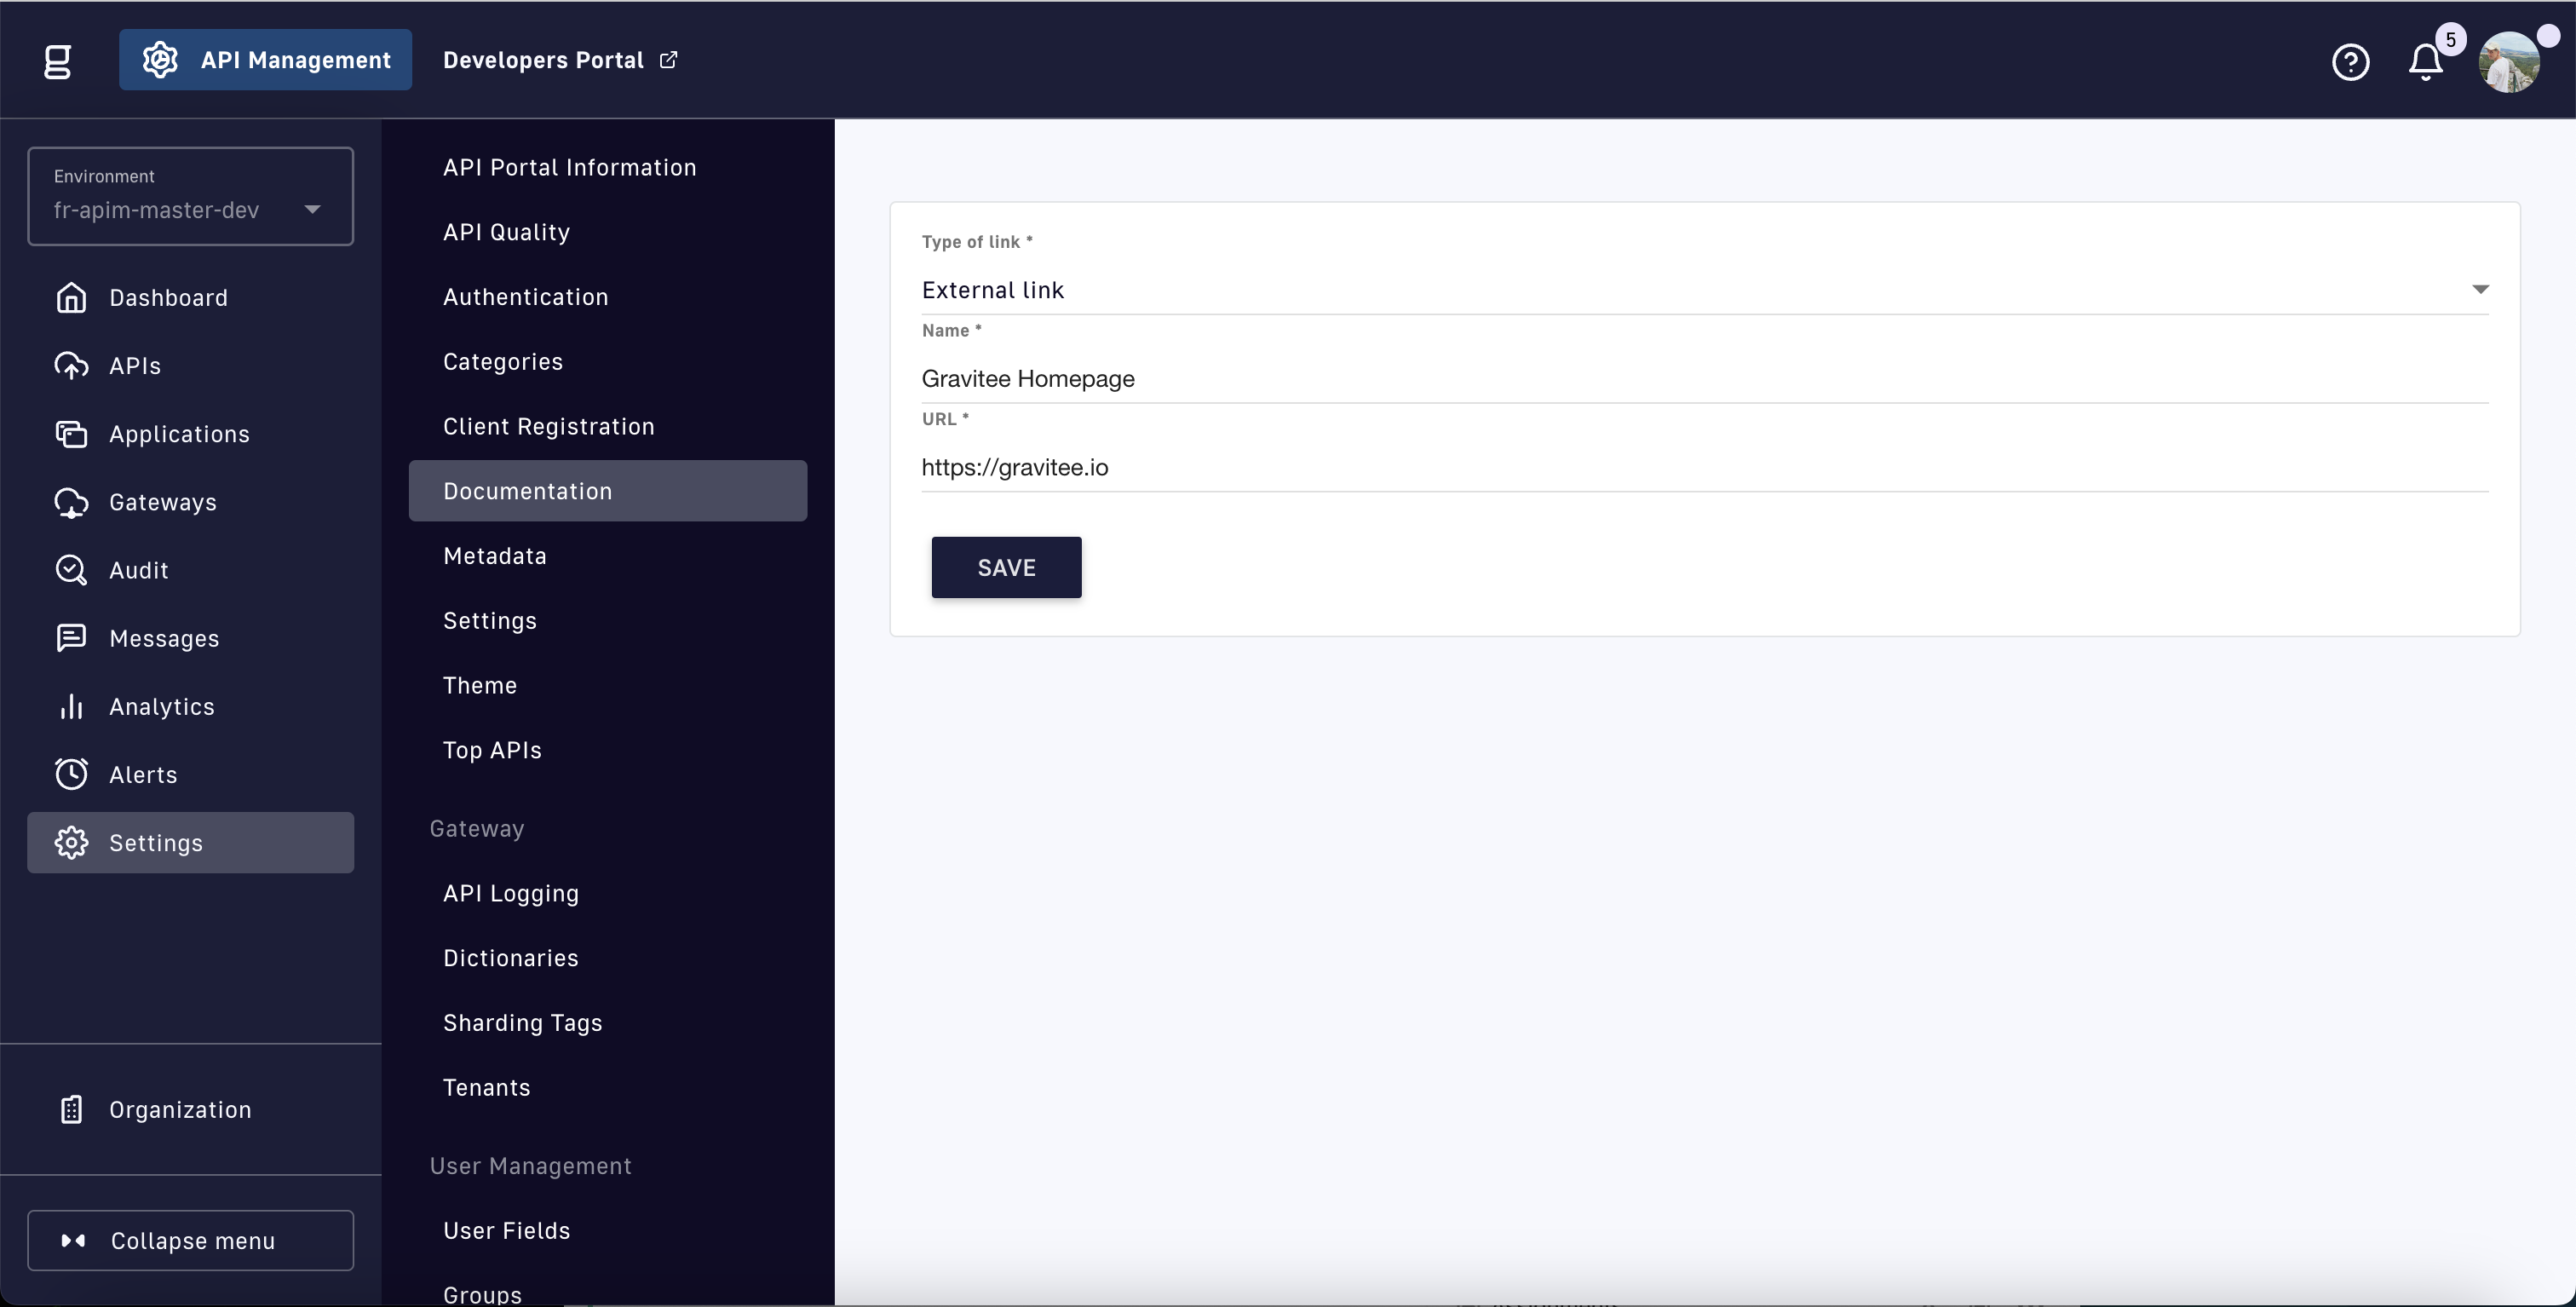 g
API Management
Developers Portal
5
Environment
fr-apim-master-dev
Dashboard
APIs
Applications
Gateways
Audit
Messages
Analytics
Alerts
Settings
Organization
Collapse menu
API Portal Information
API Quality
Authentication
Categories
Client Registration
Documentation
Metadata
Settings
Theme
Top APIs
Gateway
API Logging
Dictionaries
Sharding Tags
Tenants
User Management
User Fields
Groups
Type of link *
External link
Name *
Gravitee Homepage
URL *
https://gravitee.io
SAVE